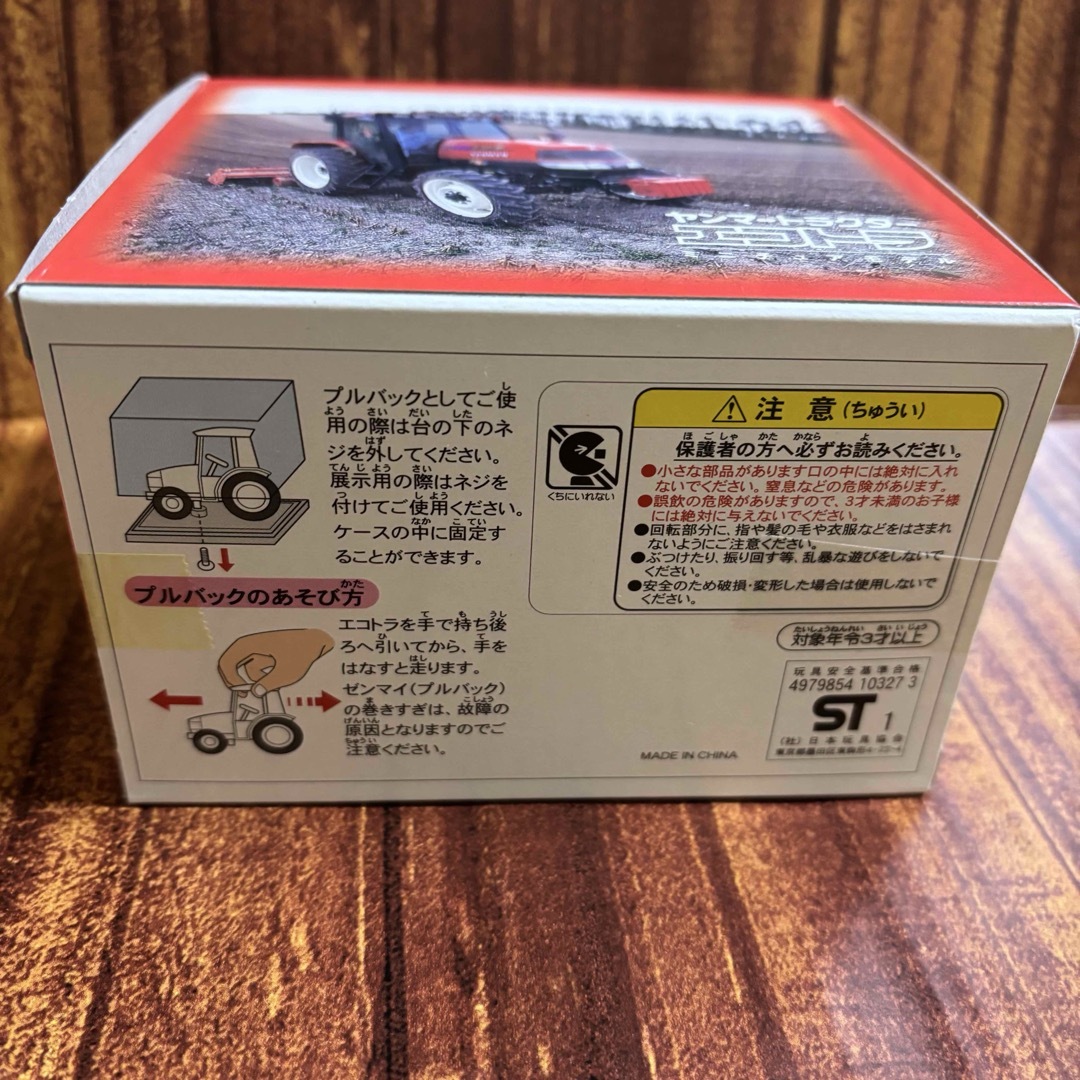 ヤンマートラクター
エコトラ
プルバックとしてご使
用の際は台の下のネ
ジを外してください。
展示用の際はネジを
付けてご使用ください。
ケースの中に固定す
ることができます。
プルバックのあそび方
エコトラを手で持ち後
ろへ引いてから、手を
はなすと走ります。
ゼンマイ(プルバック)
の巻きすぎは、故障の
原因となりますのでご
注意ください。
くちにいれない
注意(ちゅうい)
保護者の方へ必ずお読みください。
●小さな部品があります口の中には絶対に入れ
ないでください。窒息などの危険があります。
●誤飲の危険がありますので、3才未満のお子様
には絶対に与えないでください。
●回転部分に、指や髪の毛や衣服などをはさまれ
ないようにご注意ください。
●ぶつけたり、振り回す等、乱暴な遊びをしないで
ください。
●安全のため破損・変形した場合は使用しないで
ください。
対象年令3才以上
玩具安全基準合格
4979854 10327 3
ST 1
(社)日本玩具協会
東京都墨田区東駒形4-22-4
MADE IN CHINA